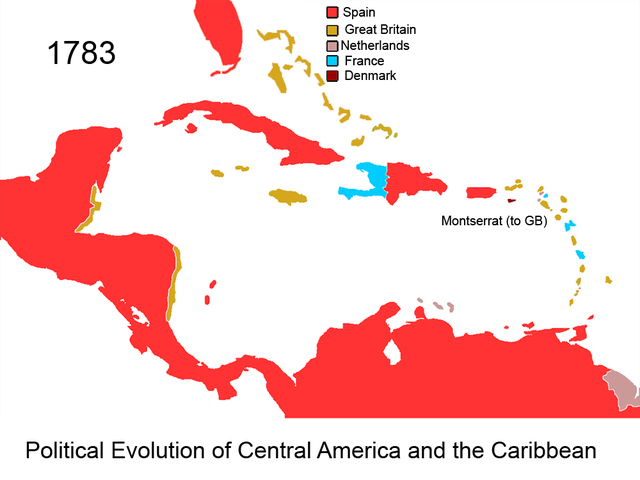 1783
Spain
Great Britain
Netherlands
France
Denmark
Montserrat (to GB)
Political Evolution of Central America and the Caribbean